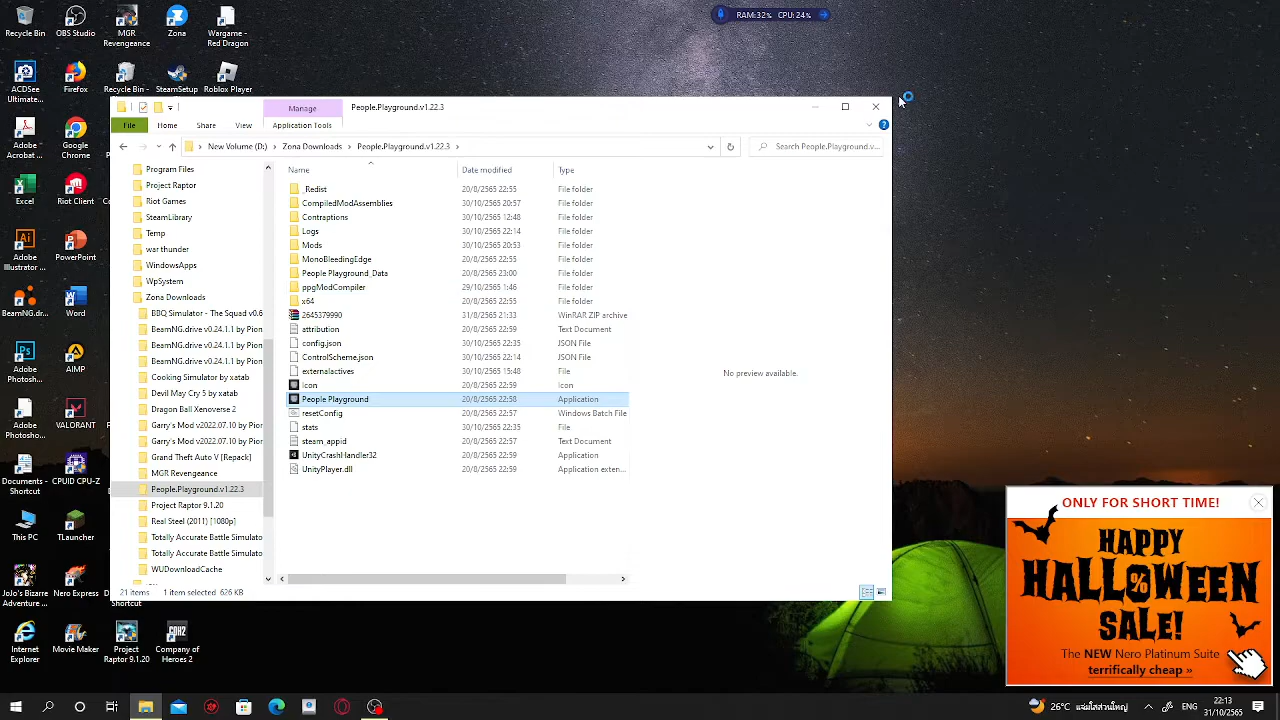 RAM:32% CPU:24%
Recycle Bin
OBS Studio
MGR
Zona
Red Dragon
Wargame -
ACDSee
Ultimate...
Firefox
Recycle Bin -
SteamSetup
Roblox Player
Adobe
Acrobat
Google
Chrome
Excel
Riot Client
Adobe
Illustrator ...
PowerPoint
BeamNG.dri...
Word
Adobe
Photosh...
AIMP
Adobe
Photosh...
VALORANT
Documents -
Shortcut
CPUID CPU-Z
This PC
TLauncher
JoJo's Bizarre
Nero Express
Internet
Explorer
Movie Maker
Project
Raptor 9.1.20
Company of
Heroes 2
Manage
People.Playground.v1.22.3
File
Home
Share
View
Application Tools
New Volume (D:)
Zona Downloads
People.Playground.v1.22.3
Search People.Playground.v...
Program Files
Project Raptor
Riot Games
SteamLibrary
Temp
war thunder
WindowsApps
WpSystem
Zona Downloads
BBQ Simulator - The Squad v0.6
BeamNG.drive v0.24.1.1 by Pion
BeamNG.drive v0.24.1.1 by Pion
BeamNG.drive v0.24.1.1 by Pion
Cooking Simulator by xatab
Devil May Cry 5 by xatab
Dragon Ball Xenoverse 2
Garry's Mod v2022.07.10 by Pion
Garry's Mod v2022.07.10 by Pion
Grand Theft Auto V [Repack]
MGR Revengeance
People.Playground.v1.22.3
Project Raptor 9.1.20
Real Steel (2011) [1080p]
Totally Accurate Battle Simulato
Totally Accurate Battle Simulato
WUDownloadCache
Name Date modified Type
_Redist 20/8/2565 22:55 File folder
CompiledModAssemblies 30/10/2565 20:57 File folder
Contraptions 30/10/2565 12:48 File folder
Logs 30/10/2565 22:14 File folder
Mods 30/10/2565 20:53 File folder
MonoBleedingEdge 20/8/2565 22:55 File folder
People Playground_Data 20/8/2565 23:00 File folder
ppgModCompiler 29/10/2565 1:46 File folder
x64 20/8/2565 22:55 File folder
2645379990 31/8/2565 21:33 WinRAR ZIP archive
attribution 20/8/2565 22:59 Text Document
config.json 30/10/2565 22:35 JSON File
ControlScheme.json 30/10/2565 22:14 JSON File
externalactives 30/10/2565 15:48 File
Icon 20/8/2565 22:59 Icon
People Playground 20/8/2565 22:58 Application
resetConfig 20/8/2565 22:57 Windows Batch File
stats 30/10/2565 22:35 File
steam_appid 20/8/2565 22:57 Text Document
UnityCrashHandler32 20/8/2565 22:59 Application
UnityPlayer.dll 20/8/2565 22:59 Application exten...
No preview available.
21 items 1 item selected 626 KB
ONLY FOR SHORT TIME!
HAPPY
HALLOWEEN
%
SALE!
The NEW Nero Platinum Suite
terrifically cheap »
26°C
ENG
22:13
31/10/2565